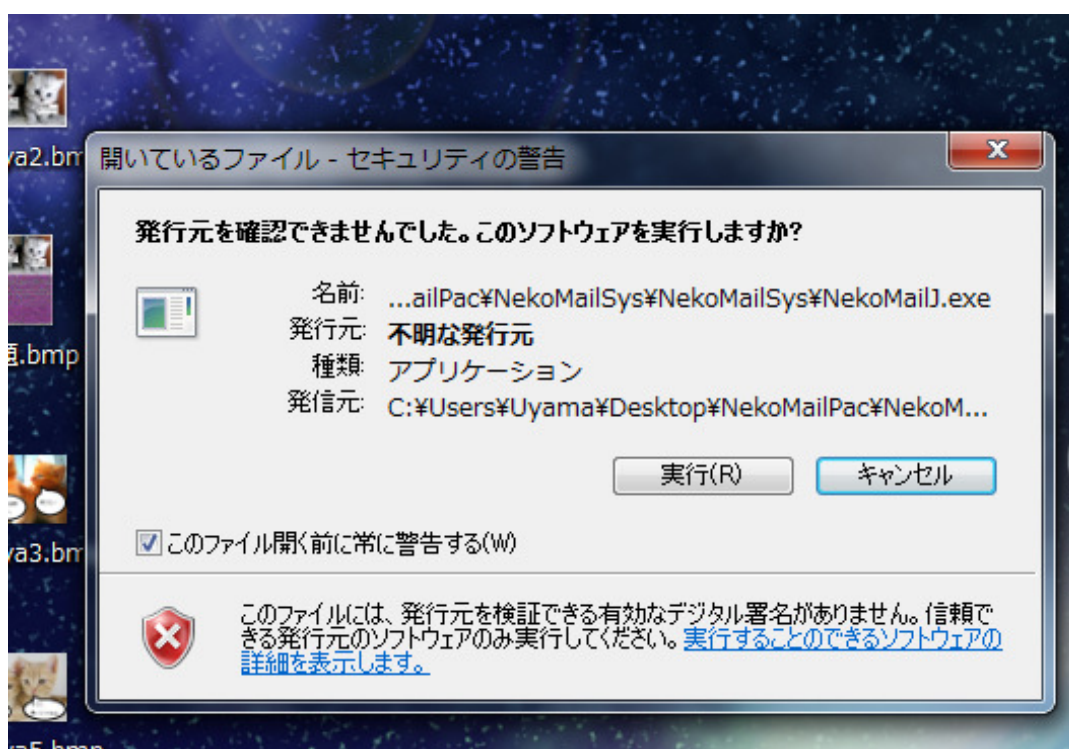 開いているファイル - セキュリティの警告
発行元を確認できませんでした。このソフトウェアを実行しますか?
名前: ...ailPac¥NekoMailSys¥NekoMailSys¥NekoMailJ.exe
発行元: 不明な発行元
種類: アプリケーション
発信元: C:¥Users¥Uyama¥Desktop¥NekoMailPac¥NekoM...
実行(R) キャンセル
このファイル開く前に常に警告する(W)
このファイルには、発行元を検証できる有効なデジタル署名がありません。信頼で
きる発行元のソフトウェアのみ実行してください。実行することのできるソフトウェアの
詳細を表示します。
ya2.bm
.bmp
ya3.bm